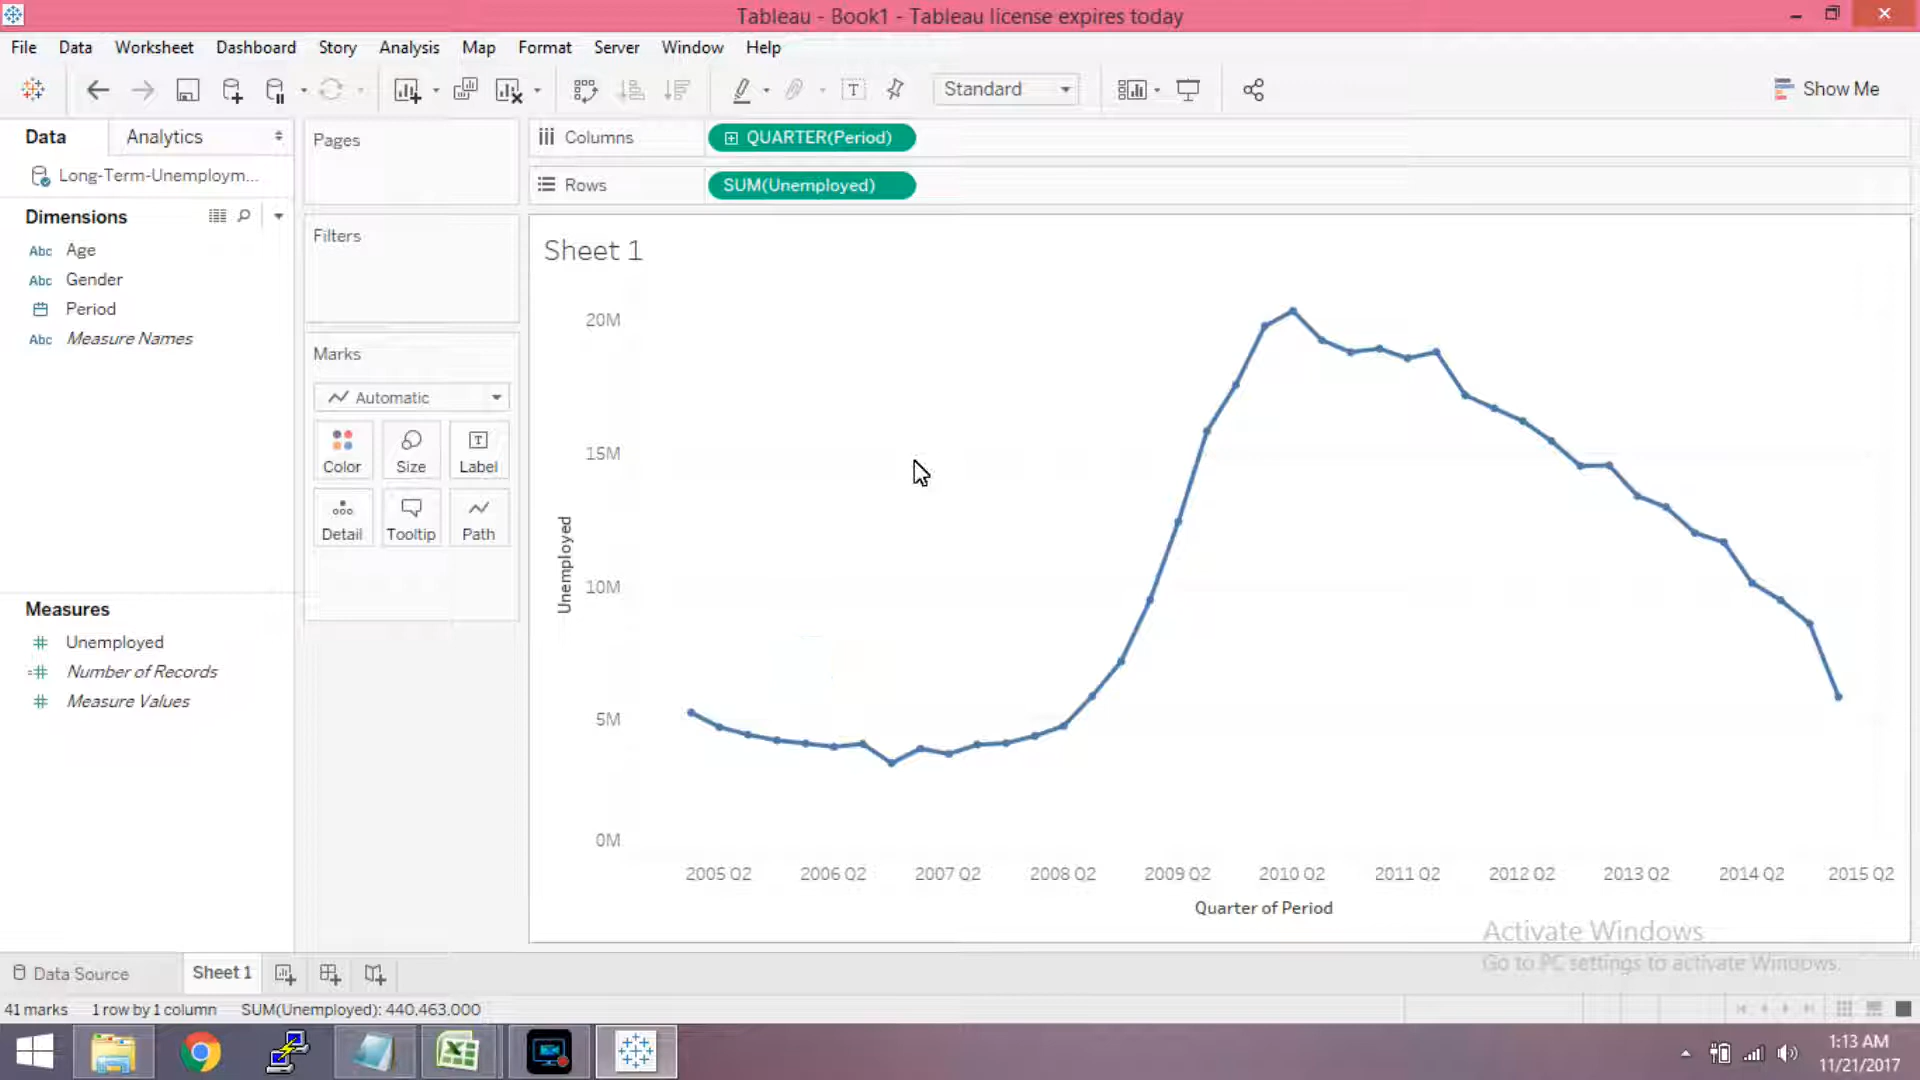 Tableau - Book1 - Tableau license expires today
File Data Worksheet Dashboard Story Analysis Map Format Server Window Help
Standard
Show Me
Data Analytics
Long-Term-Unemploym...
Dimensions
Abc Age
Abc Gender
Period
Abc Measure Names
Measures
Unemployed
Number of Records
Measure Values
Pages
Filters
Marks
Automatic
Color Size Label
Detail Tooltip Path
Columns QUARTER(Period)
Rows SUM(Unemployed)
Sheet 1
20M
15M
10M
5M
0M
Unemployed
2005 Q2 2006 Q2 2007 Q2 2008 Q2 2009 Q2 2010 Q2 2011 Q2 2012 Q2 2013 Q2 2014 Q2 2015 Q2
Quarter of Period
Activate Windows
Go to PC settings to activate Windows.
Data Source Sheet 1
41 marks 1 row by 1 column SUM(Unemployed): 440.463.000
1:13 AM
11/21/2017